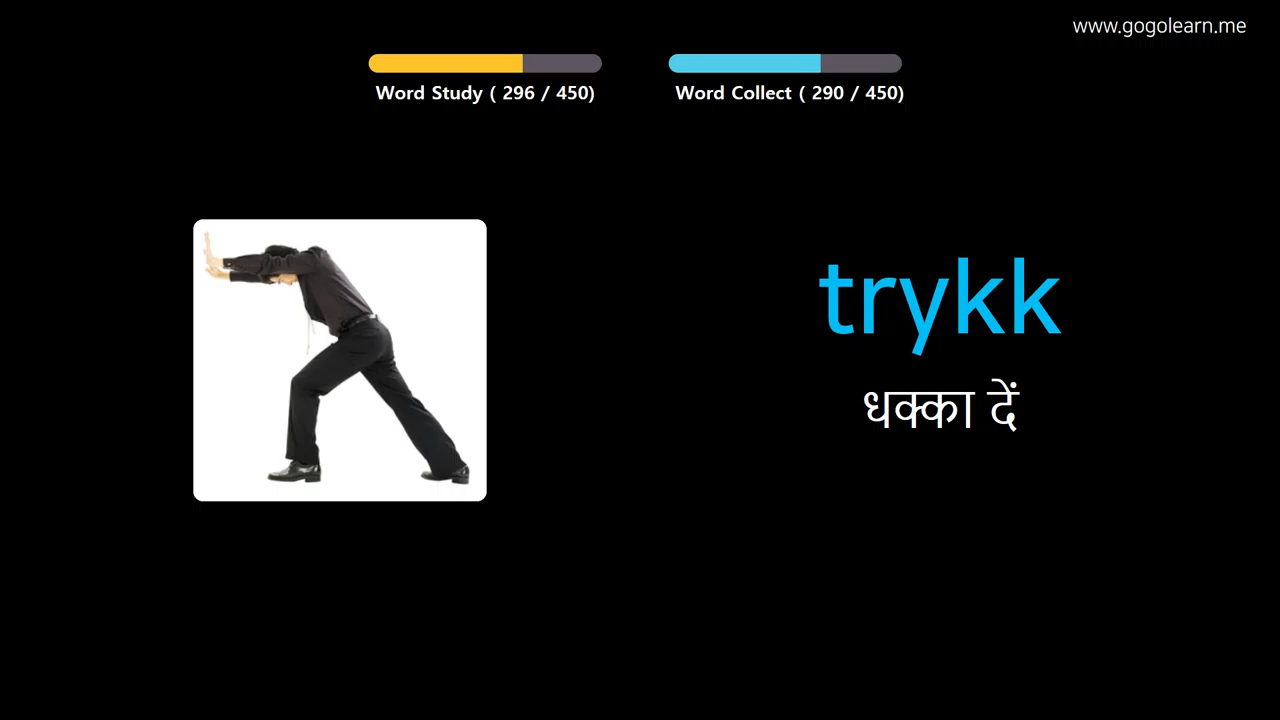 www.gogolearn.me
Word Study ( 296 / 450)
Word Collect ( 290 / 450)
trykk
धक्का दें